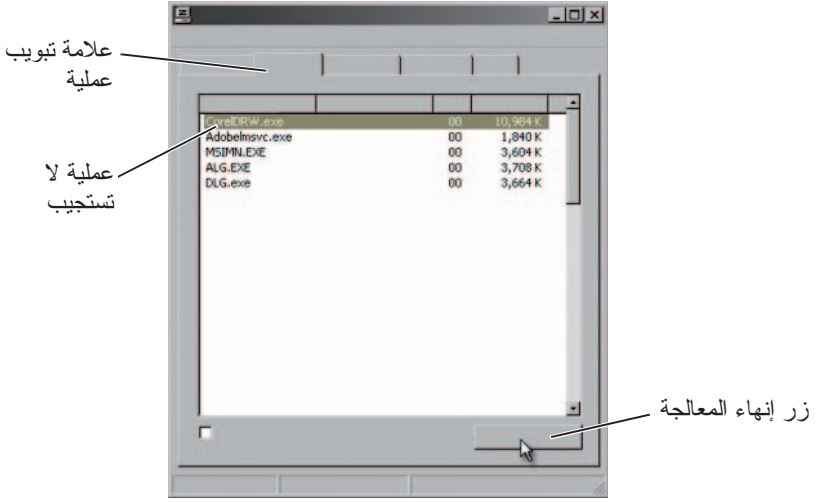 علامة تبويب
عملية
CorelDRW.exe 00 10,984 K
Adobelmsvc.exe 00 1,840 K
MSIMN.EXE 00 3,604 K
ALG.EXE 00 3,708 K
DLG.exe 00 3,664 K
عملية لا
تستجيب
زر إنهاء المعالجة